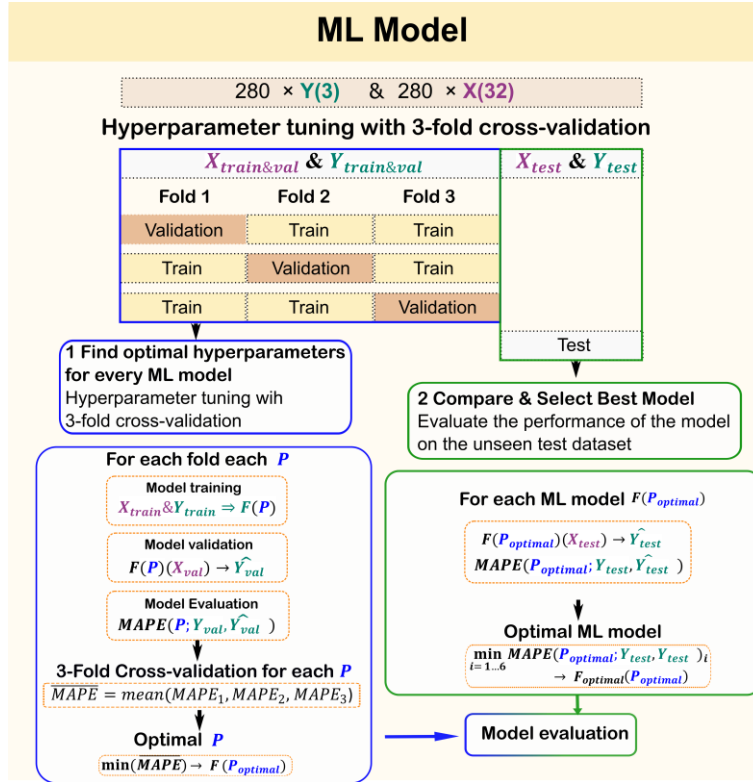 ML Model
280 × Y(3) & 280 × X(32)
Hyperparameter tuning with 3-fold cross-validation
X_train&val & Y_train&val
X_test & Y_test
Fold 1 Fold 2 Fold 3
Validation Train Train
Train Validation Train
Train Train Validation
Test
1 Find optimal hyperparameters
for every ML model
Hyperparameter tuning wih
3-fold cross-validation
2 Compare & Select Best Model
Evaluate the performance of the model
on the unseen test dataset
For each fold each P
Model training
X_train&Y_train ⇒ F(P)
Model validation
F(P)(X_val) → Ŷ_val
Model Evaluation
MAPE(P; Y_val, Ŷ_val )
3-Fold Cross-validation for each P
M̅A̅P̅E̅ = mean(MAPE₁, MAPE₂, MAPE₃)
Optimal P
min(M̅A̅P̅E̅) → F(P_optimal)
For each ML model F(P_optimal)
F(P_optimal)(X_test) → Ŷ_test
MAPE(P_optimal; Y_test, Ŷ_test )
Optimal ML model
min MAPE(P_optimal; Y_test, Y_test )_i
i= 1...6
→ F_optimal(P_optimal)
Model evaluation